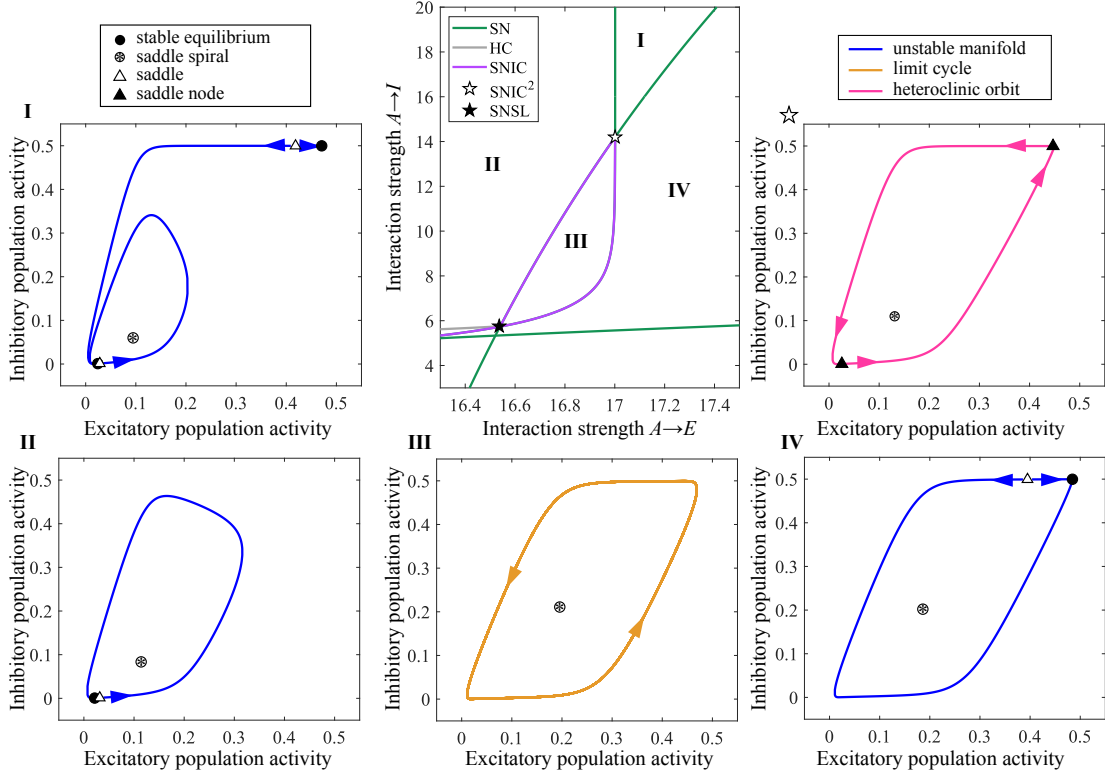 stable equilibrium
saddle spiral
saddle
saddle node
I
Inhibitory population activity
0.5
0.4
0.3
0.2
0.1
0
0 0.1 0.2 0.3 0.4 0.5
Excitatory population activity
20
18
16
14
12
10
8
6
4
Interaction strength A→I
SN
HC
SNIC
SNIC²
SNSL
I
II
III
IV
16.4 16.6 16.8 17 17.2 17.4
Interaction strength A→E
unstable manifold
limit cycle
heteroclinic orbit
Inhibitory population activity
0.5
0.4
0.3
0.2
0.1
0
0 0.1 0.2 0.3 0.4 0.5
Excitatory population activity
II
Inhibitory population activity
0.5
0.4
0.3
0.2
0.1
0
0 0.1 0.2 0.3 0.4 0.5
Excitatory population activity
III
Inhibitory population activity
0.5
0.4
0.3
0.2
0.1
0
0 0.1 0.2 0.3 0.4 0.5
Excitatory population activity
IV
Inhibitory population activity
0.5
0.4
0.3
0.2
0.1
0
0 0.1 0.2 0.3 0.4 0.5
Excitatory population activity